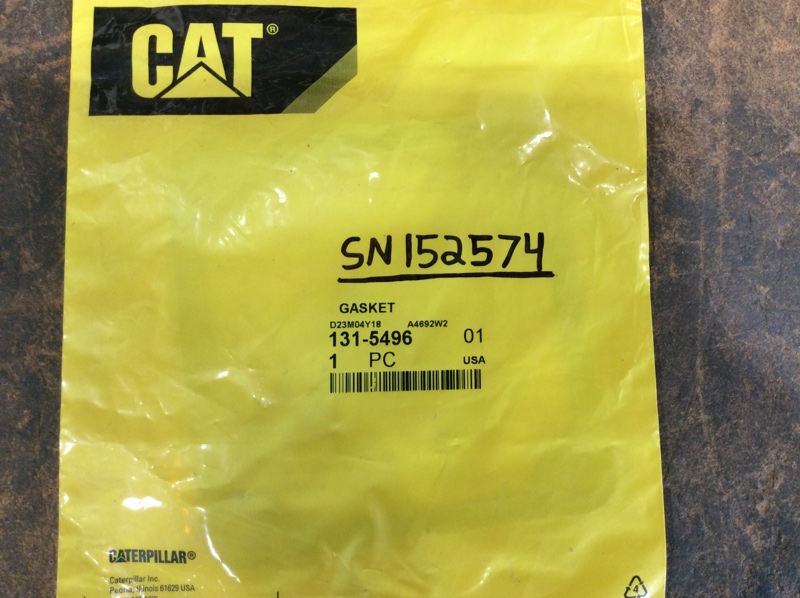 CAT®
SN152574
GASKET
D23M04Y18 A4692W2
131-5496 01
1 PC USA
CATERPILLAR®
Caterpillar Inc.
Peoria, Illinois 61629 USA
4